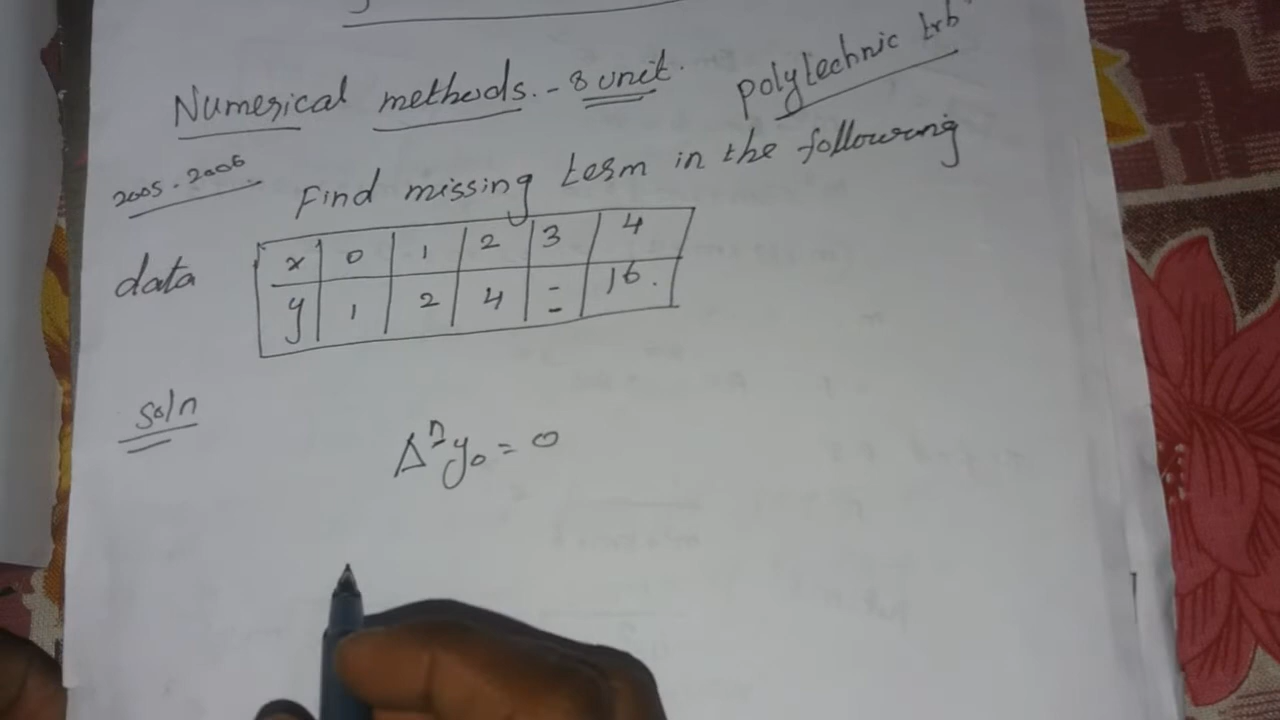 Numerical methods. - 8 unit. polytechnic trb
2005 - 2006 Find missing term in the following
data
x 0 1 2 3 4
y 1 2 4 - 16.
Soln
Δⁿy₀ = 0